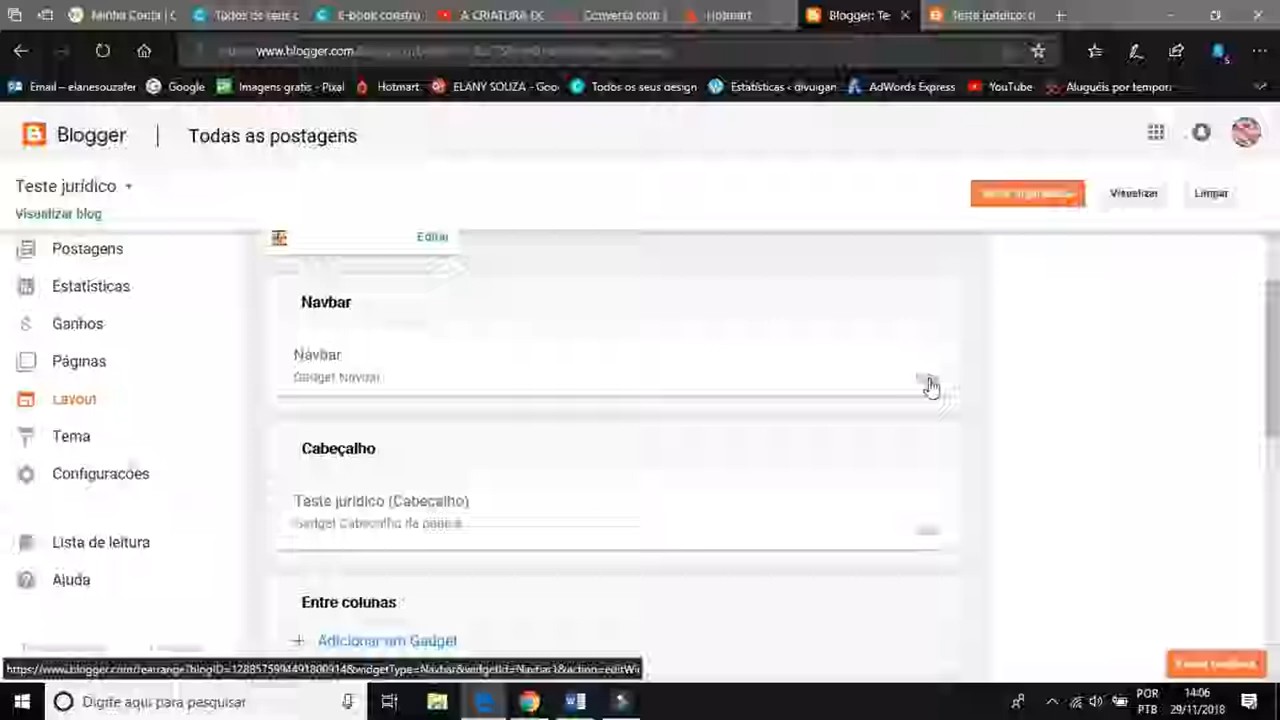 Minha Conta | C
Todos os seus d
E-book constru
A CRIATURA DC
Conversa com |
Hotmart
Blogger: Te
Teste jurídico: o
www.blogger.com
Email – elanesouzafer
Google
Imagens gratis - Pixal
Hotmart
ELANY SOUZA - Goo
Todos os seus design
Estatísticas ‹ divulgan
AdWords Express
YouTube
Aluguéis por tempor
Blogger
Todas as postagens
Teste jurídico
Visualizar
Limpar
Visualizar blog
Editar
Postagens
Estatísticas
Ganhos
Páginas
Layout
Tema
Configurações
Lista de leitura
Ajuda
Navbar
Navbar
Gadget Navbar
Cabeçalho
Teste jurídico (Cabeçalho)
Gadget Cabeçalho da página
Entre colunas
Adicionar um Gadget
Digite aqui para pesquisar
POR
PTB
14:06
29/11/2018